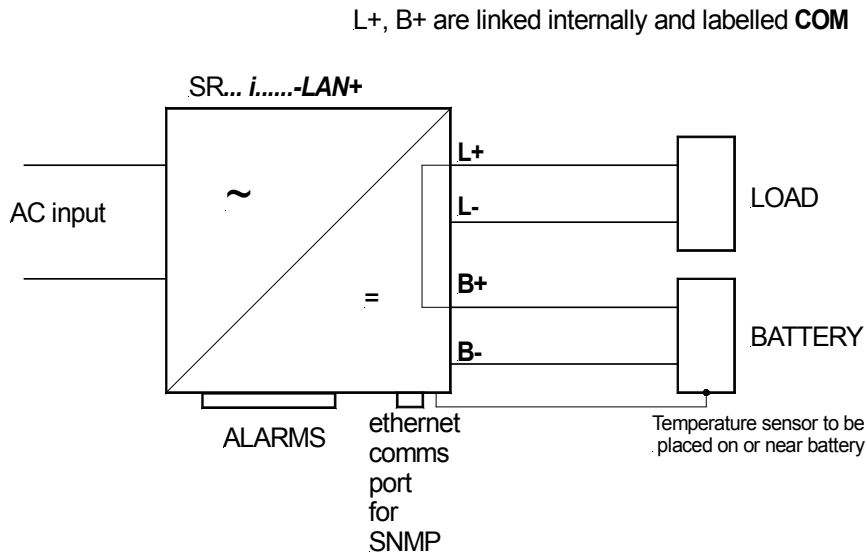 L+, B+ are linked internally and labelled COM
SR... i......-LAN+
AC input
~
=
L+
L-
B+
B-
LOAD
BATTERY
ALARMS
ethernet
comms
port
for
SNMP
Temperature sensor to be
placed on or near battery